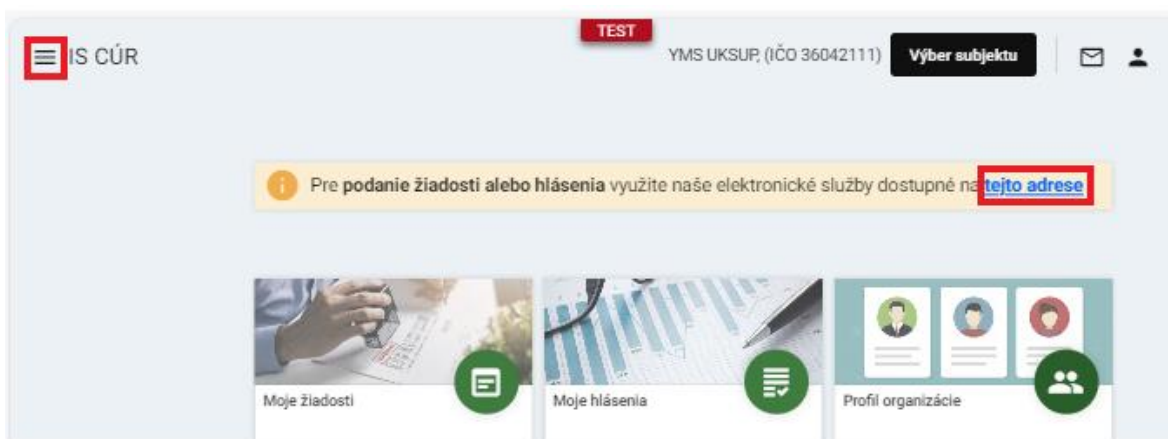 TEST
IS CÚR
YMS UKSUP, (IČO 36042111) Výber subjektu
Pre podanie žiadosti alebo hlásenia využite naše elektronické služby dostupné na tejto adrese
Moje žiadosti
Moje hlásenia
Profil organizácie